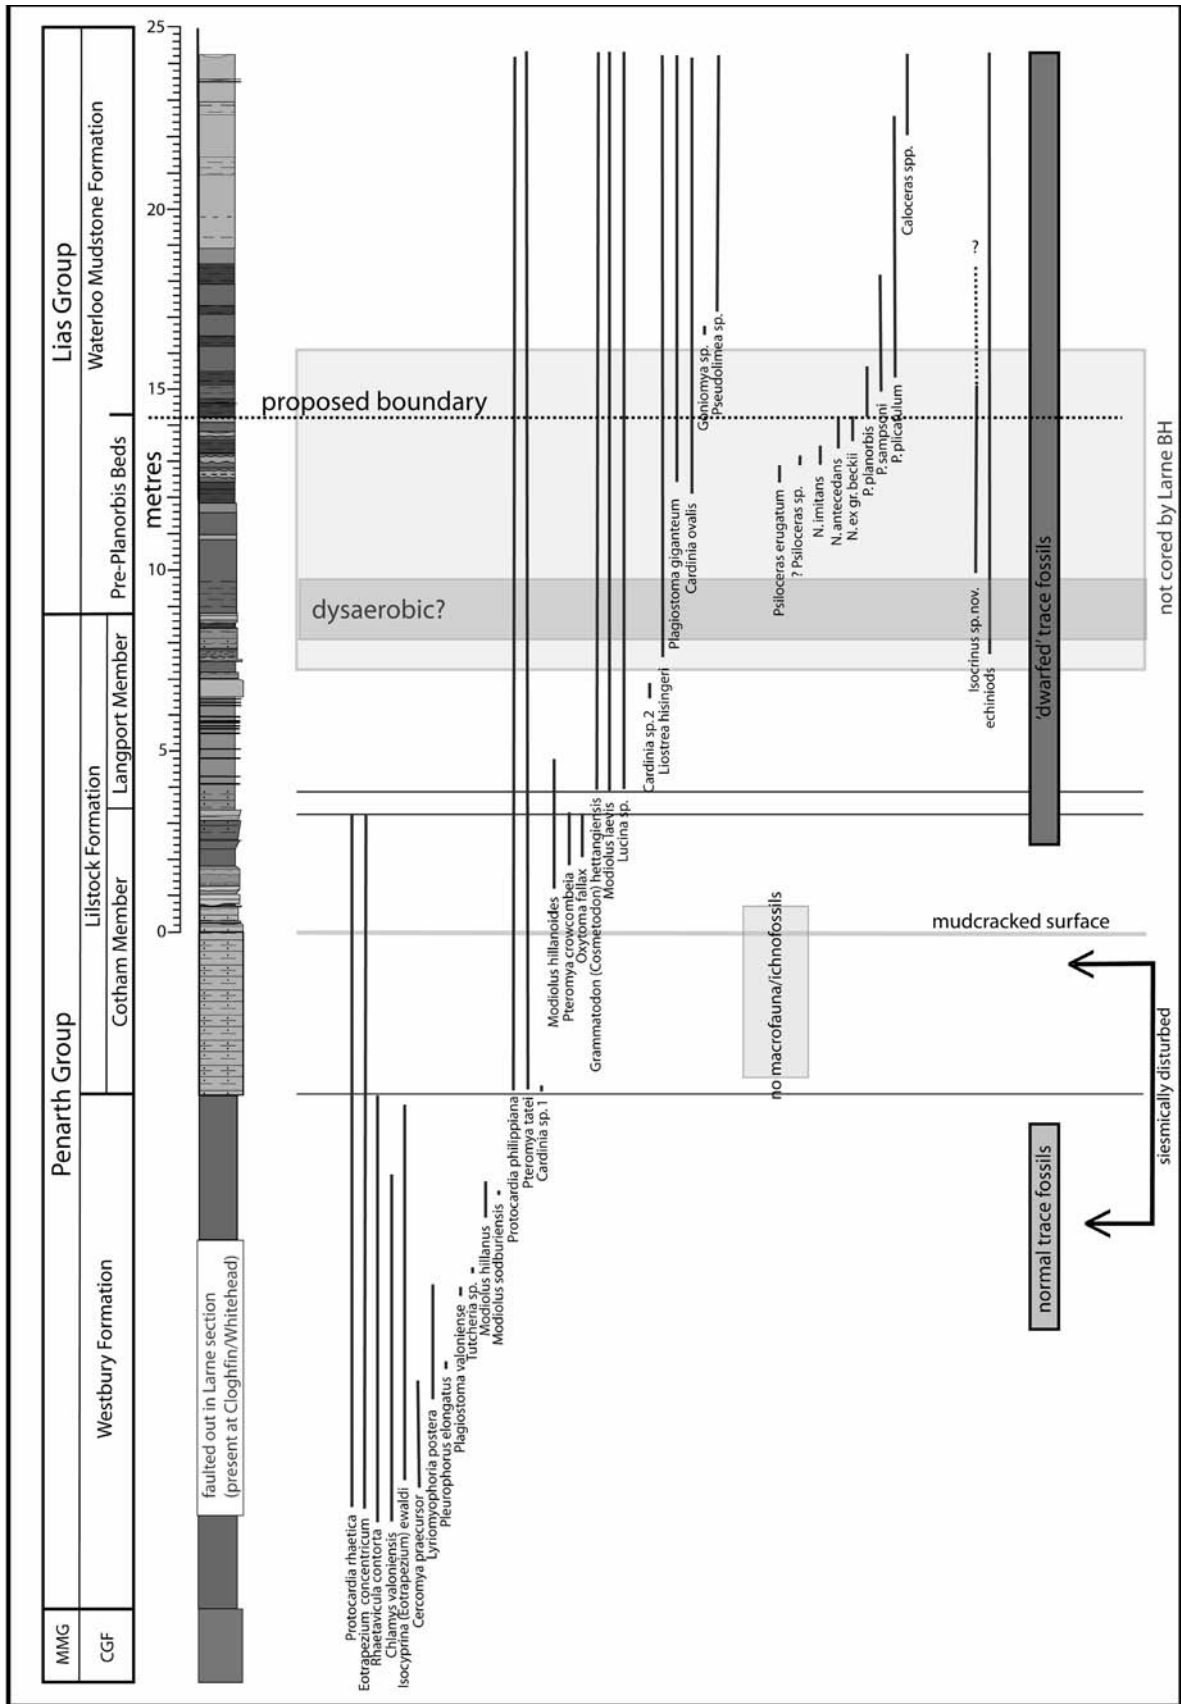 MMG
Penarth Group
Lias Group
CGF
Westbury Formation
Lilstock Formation
Waterloo Mudstone Formation
Cotham Member
Langport Member
Pre-Planorbis Beds
metres
25
20
15
10
5
0
faulted out in Larne section
(present at Cloghfin/Whitehead)
proposed boundary
dysaerobic?
Protocardia rhaetica
Eotrapezium concentricum
Rhaetavicula contorta
Chlamys valoniensis
Isocyprina (Eotrapezium) ewaldi
Cercomya praecursor
Lyriomyophoria postera
Pleurophorus elongatus
Plagiostoma valoniense
Tutcheria sp.
Modiolus hillanus
Modiolus sodburiensis
Protocardia philippiana
Pteromya tatei
Cardinia sp. 1
Modiolus hillanoides
Pteromya crowcombeia
Oxytoma fallax
Grammatodon (Cosmetodon) hettangiensis
Modiolus laevis
Lucina sp.
Cardinia sp. 2
Liostrea hisingeri
Plagiostoma giganteum
Cardinia ovalis
Goniomya sp.
Pseudolimea sp.
no macrofauna/ichnofossils
Psiloceras erugatum
? Psiloceras sp.
N. imitans
N. antecedans
N. ex gr. beckii
P. planorbis
P. sampsoni
P. plicatulum
Caloceras spp.
mudcracked surface
Isocrinus sp. nov.
?
echiniods
normal trace fossils
'dwarfed' trace fossils
siesmically disturbed
not cored by Larne BH